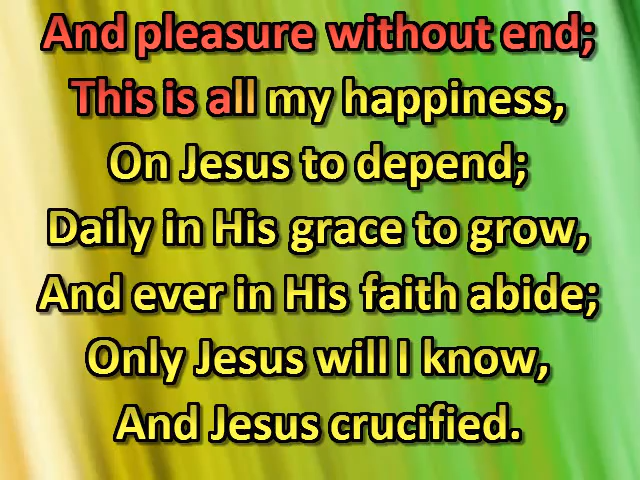 And pleasure without end;
This is all my happiness,
On Jesus to depend;
Daily in His grace to grow,
And ever in His faith abide;
Only Jesus will I know,
And Jesus crucified.